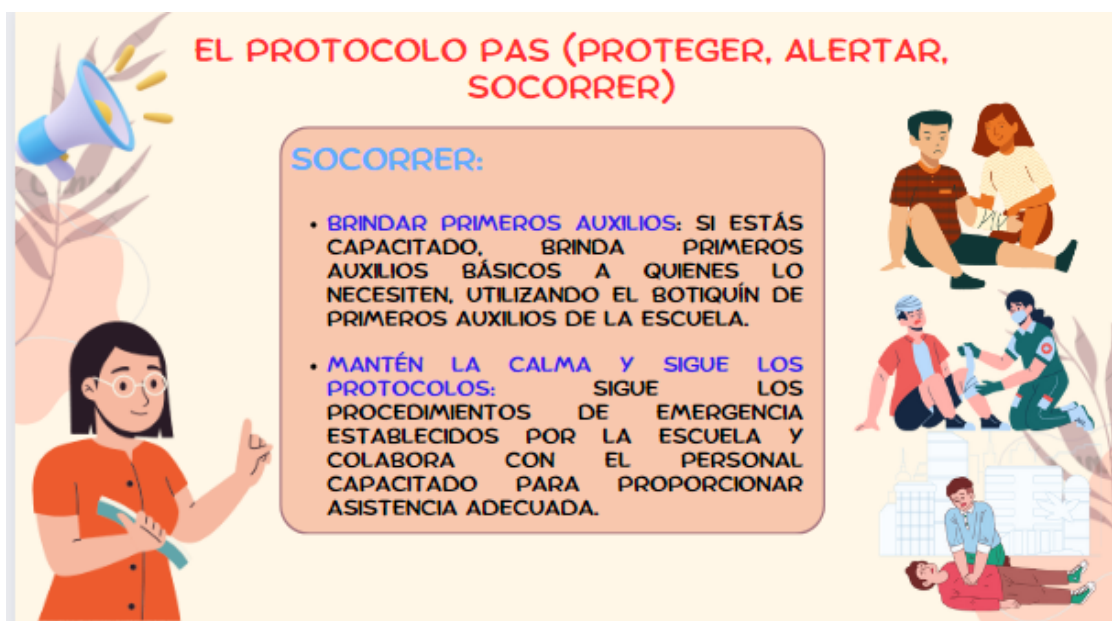 EL PROTOCOLO PAS (PROTEGER, ALERTAR,
SOCORRER)
SOCORRER:
• BRINDAR PRIMEROS AUXILIOS: SI ESTÁS
CAPACITADO, BRINDA PRIMEROS
AUXILIOS BÁSICOS A QUIENES LO
NECESITEN, UTILIZANDO EL BOTIQUÍN DE
PRIMEROS AUXILIOS DE LA ESCUELA.
• MANTÉN LA CALMA Y SIGUE LOS
PROTOCOLOS: SIGUE LOS
PROCEDIMIENTOS DE EMERGENCIA
ESTABLECIDOS POR LA ESCUELA Y
COLABORA CON EL PERSONAL
CAPACITADO PARA PROPORCIONAR
ASISTENCIA ADECUADA.